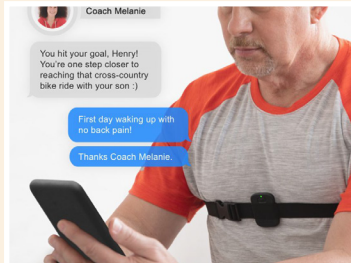 Coach Melanie
You hit your goal, Henry!
You're one step closer to
reaching that cross-country
bike ride with your son :)
First day waking up with
no back pain!
Thanks Coach Melanie.